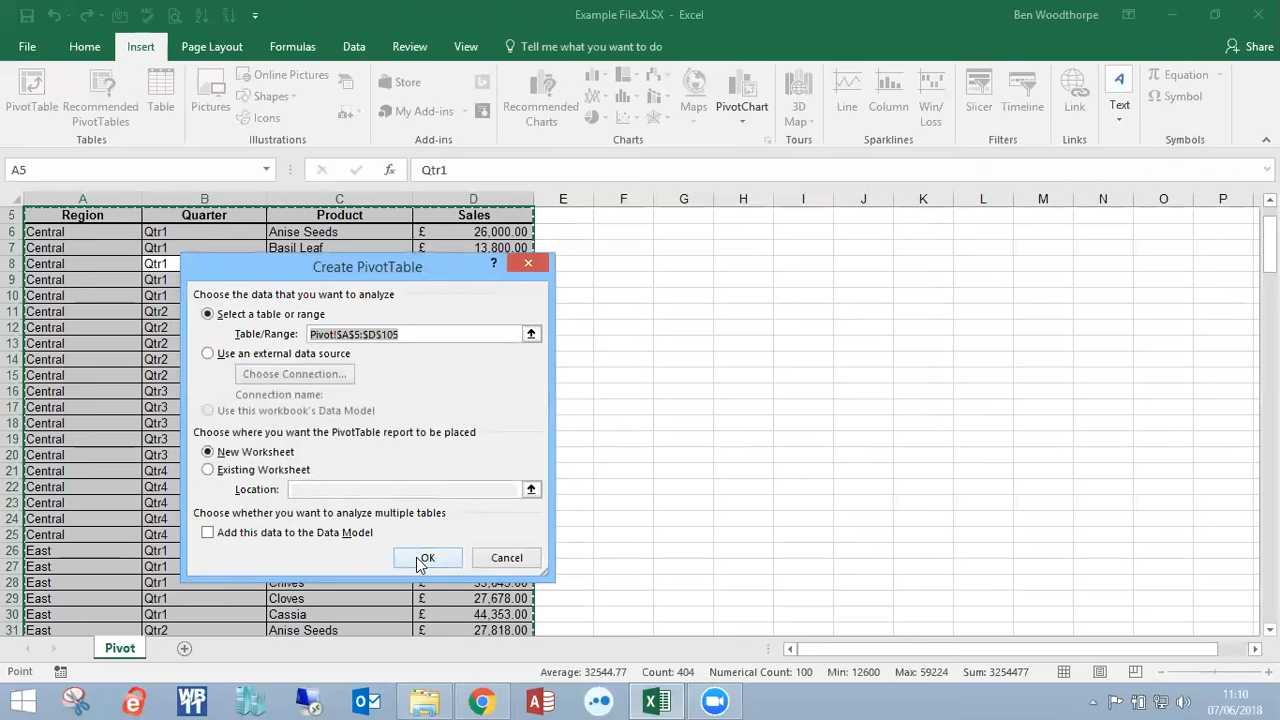 Example File.XLSX - Excel
Ben Woodthorpe
File Home Insert Page Layout Formulas Data Review View Tell me what you want to do Share
PivotTable Recommended PivotTables Table
Tables
Pictures Online Pictures
Shapes
Icons
Illustrations
Store
My Add-ins
Add-ins
Recommended Charts Maps PivotChart
Charts
3D Map
Tours
Line Column Win/Loss
Sparklines
Slicer Timeline
Filters
Link
Links
A
Text
Equation
Symbol
Symbols
A5 fx Qtr1
A B C D E F G H I J K L M N O P
5 Region Quarter Product Sales
6 Central Qtr1 Anise Seeds £ 26,000.00
7 Central Qtr1 Basil Leaf £ 13,800.00
8 Central Qtr1
9 Central Qtr1
10 Central Qtr1
11 Central Qtr2
12 Central Qtr2
13 Central Qtr2
14 Central Qtr2
15 Central Qtr2
16 Central Qtr3
17 Central Qtr3
18 Central Qtr3
19 Central Qtr3
20 Central Qtr3
21 Central Qtr4
22 Central Qtr4
23 Central Qtr4
24 Central Qtr4
25 Central Qtr4
26 East Qtr1
27 East Qtr1
28 East Qtr1 Chives £
29 East Qtr1 Cloves £ 27,678.00
30 East Qtr1 Cassia £ 44,353.00
31 East Qtr2 Anise Seeds £ 27,818.00
Create PivotTable ?
Choose the data that you want to analyze
Select a table or range
Table/Range: Pivot!$A$5:$D$105
Use an external data source
Choose Connection...
Connection name:
Use this workbook's Data Model
Choose where you want the PivotTable report to be placed
New Worksheet
Existing Worksheet
Location:
Choose whether you want to analyze multiple tables
Add this data to the Data Model
OK Cancel
Pivot
Point Average: 32544.77 Count: 404 Numerical Count: 100 Min: 12600 Max: 59224 Sum: 3254477
11:10
07/06/2018